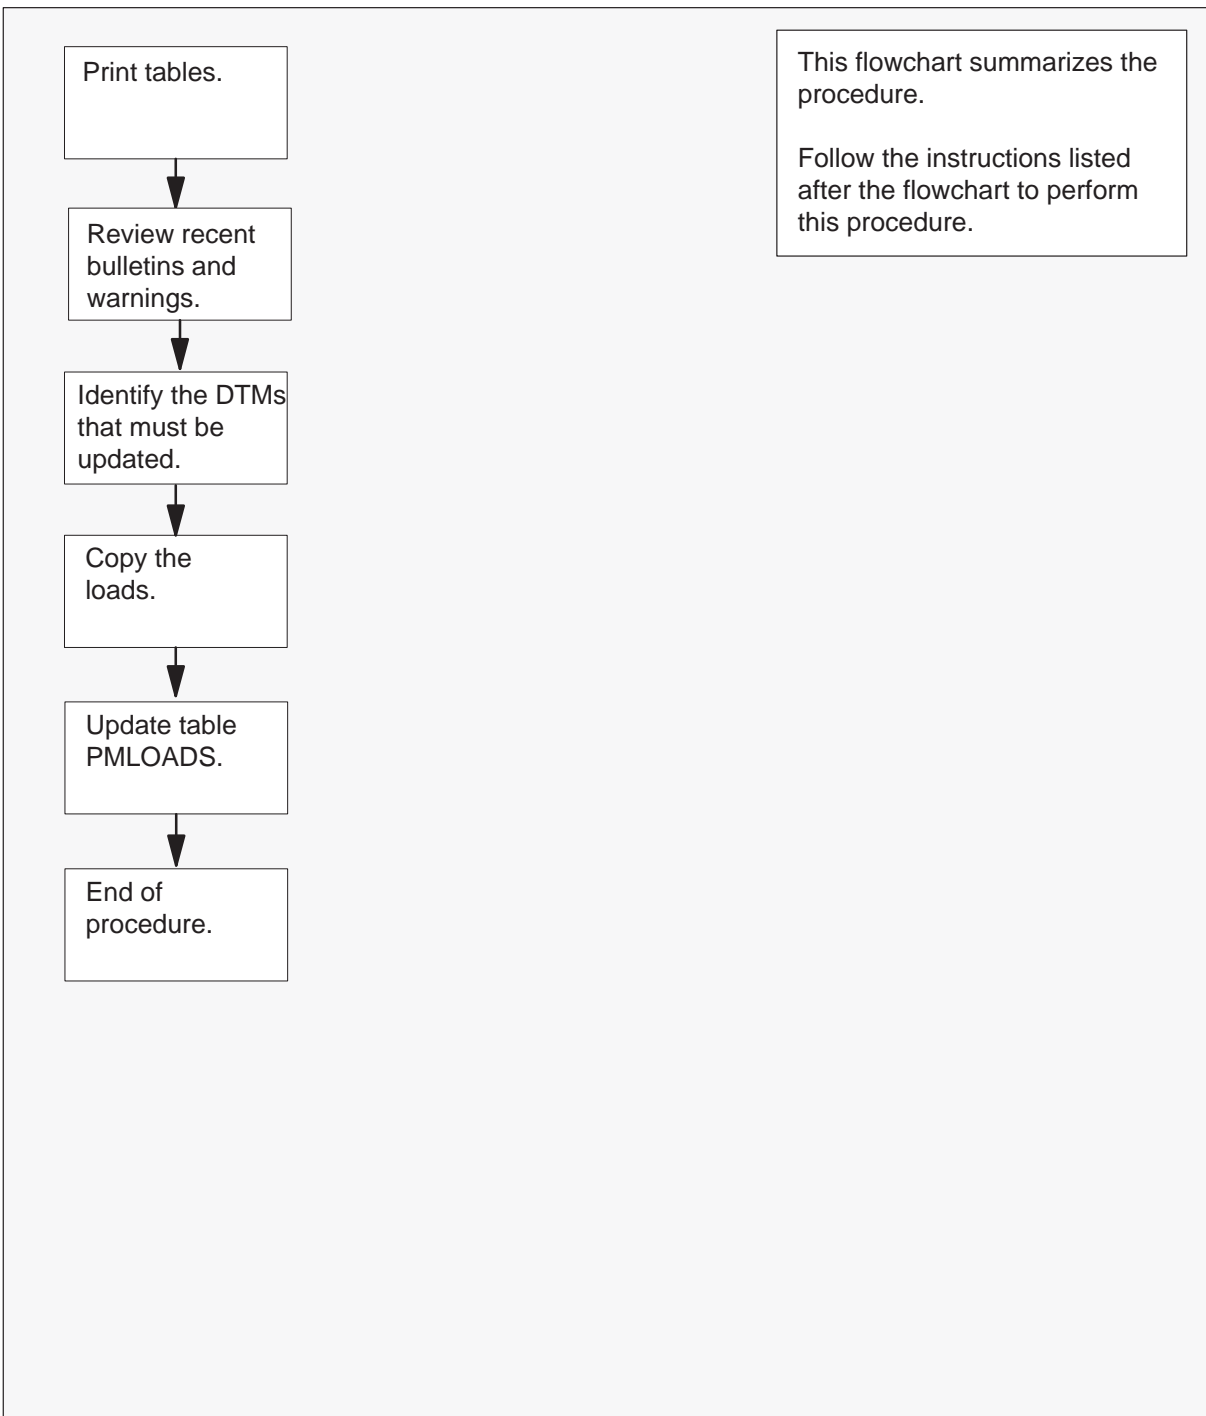 Print tables.
Review recent
bulletins and
warnings.
Identify the DTMs
that must be
updated.
Copy the
loads.
Update table
PMLOADS.
End of
procedure.
This flowchart summarizes the
procedure.
Follow the instructions listed
after the flowchart to perform
this procedure.